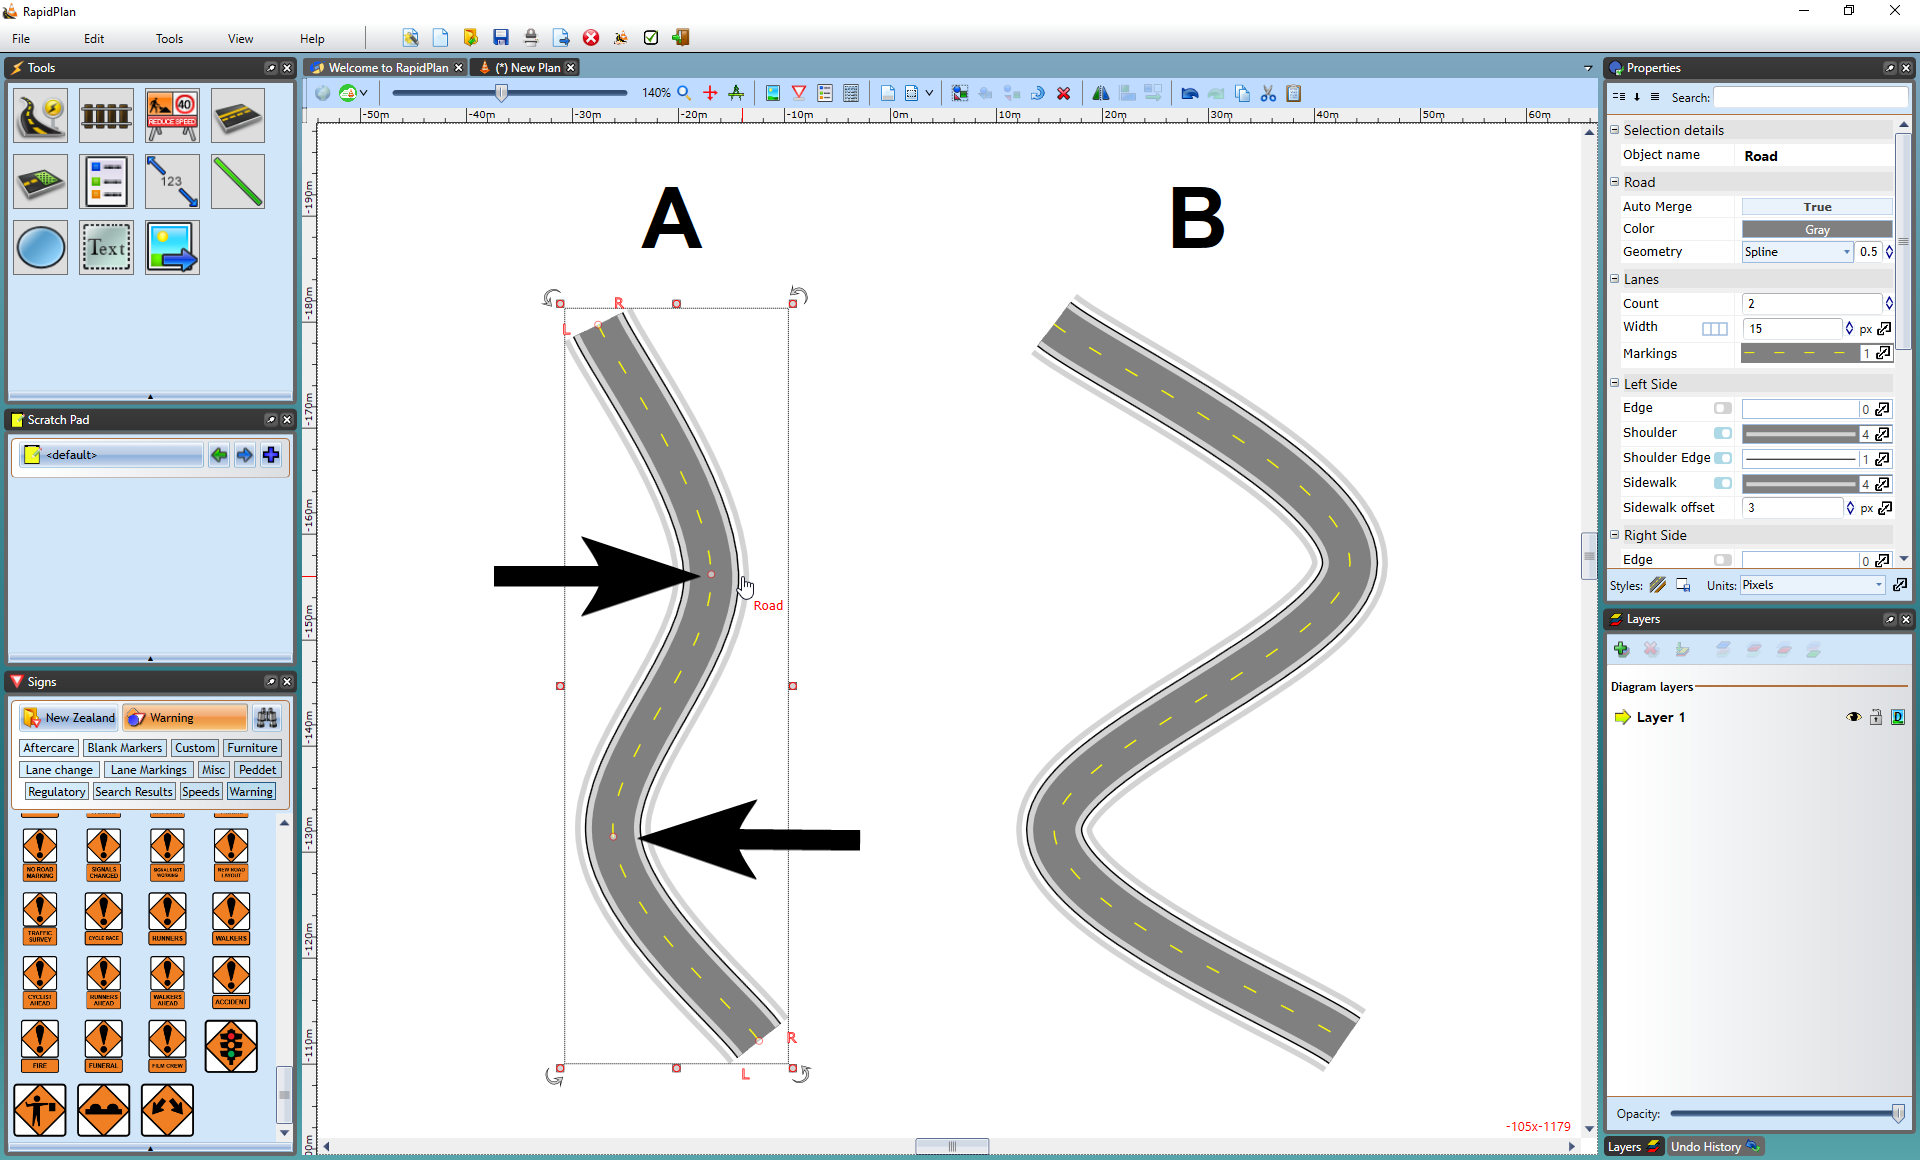 RapidPlan
File Edit Tools View Help
Tools
Welcome to RapidPlan (*) New Plan
Properties
140%
Search:
-50m -40m -30m -20m -10m 0m 10m 20m 30m 40m 50m 60m
REDUCE SPEED 40
123
Text
-190m
-180m
-170m
-160m
-150m
-140m
-130m
-120m
-110m
A B
R
L
Road
R
L
-105x-1179
Scratch Pad
<default>
Signs
New Zealand Warning
Aftercare Blank Markers Custom Furniture
Lane change Lane Markings Misc Peddet
Regulatory Search Results Speeds Warning
NO ROAD MARKING SIGNALS CHANGED SIGNALS NOT WORKING NEW ROAD LAYOUT
TRAFFIC SURVEY CYCLE RACE RUNNERS WALKERS
CYCLIST AHEAD RUNNERS AHEAD WALKERS AHEAD ACCIDENT
FIRE FUNERAL FILM CREW
Selection details
Object name Road
Road
Auto Merge True
Color Gray
Geometry Spline 0.5
Lanes
Count 2
Width 15 px
Markings 1
Left Side
Edge 0
Shoulder 4
Shoulder Edge 1
Sidewalk 4
Sidewalk offset 3 px
Right Side
Edge 0
Styles: Units: Pixels
Layers
Diagram layers
Layer 1
Opacity:
Layers Undo History